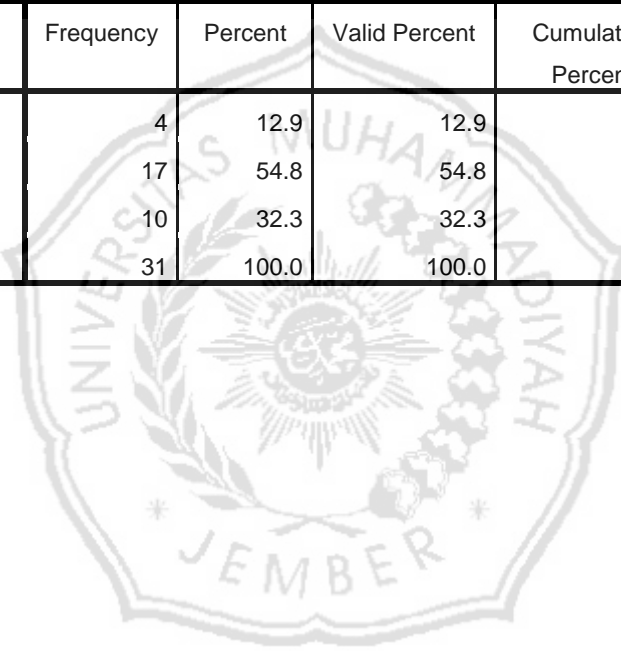 Frequency Percent Valid Percent Cumulat
Percer
4 12.9 12.9
17 54.8 54.8
10 32.3 32.3
31 100.0 100.0
UNIVERSITAS MUHAMMADIYAH
* JEMBER *